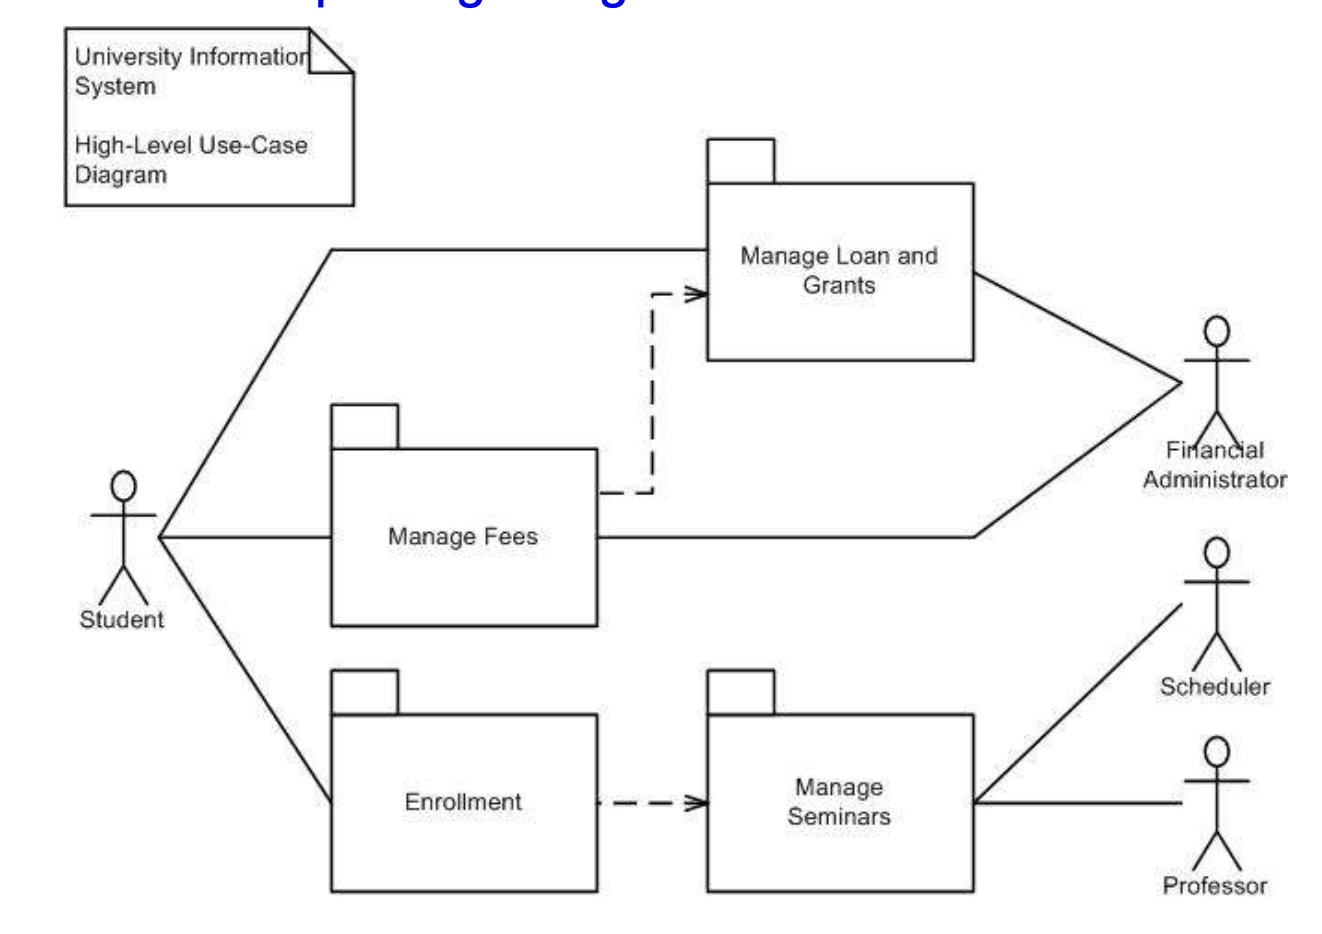 University Information
System
High-Level Use-Case
Diagram
Manage Loan and
Grants
Financial
Administrator
Manage Fees
Student
Scheduler
Enrollment
Manage
Seminars
Professor